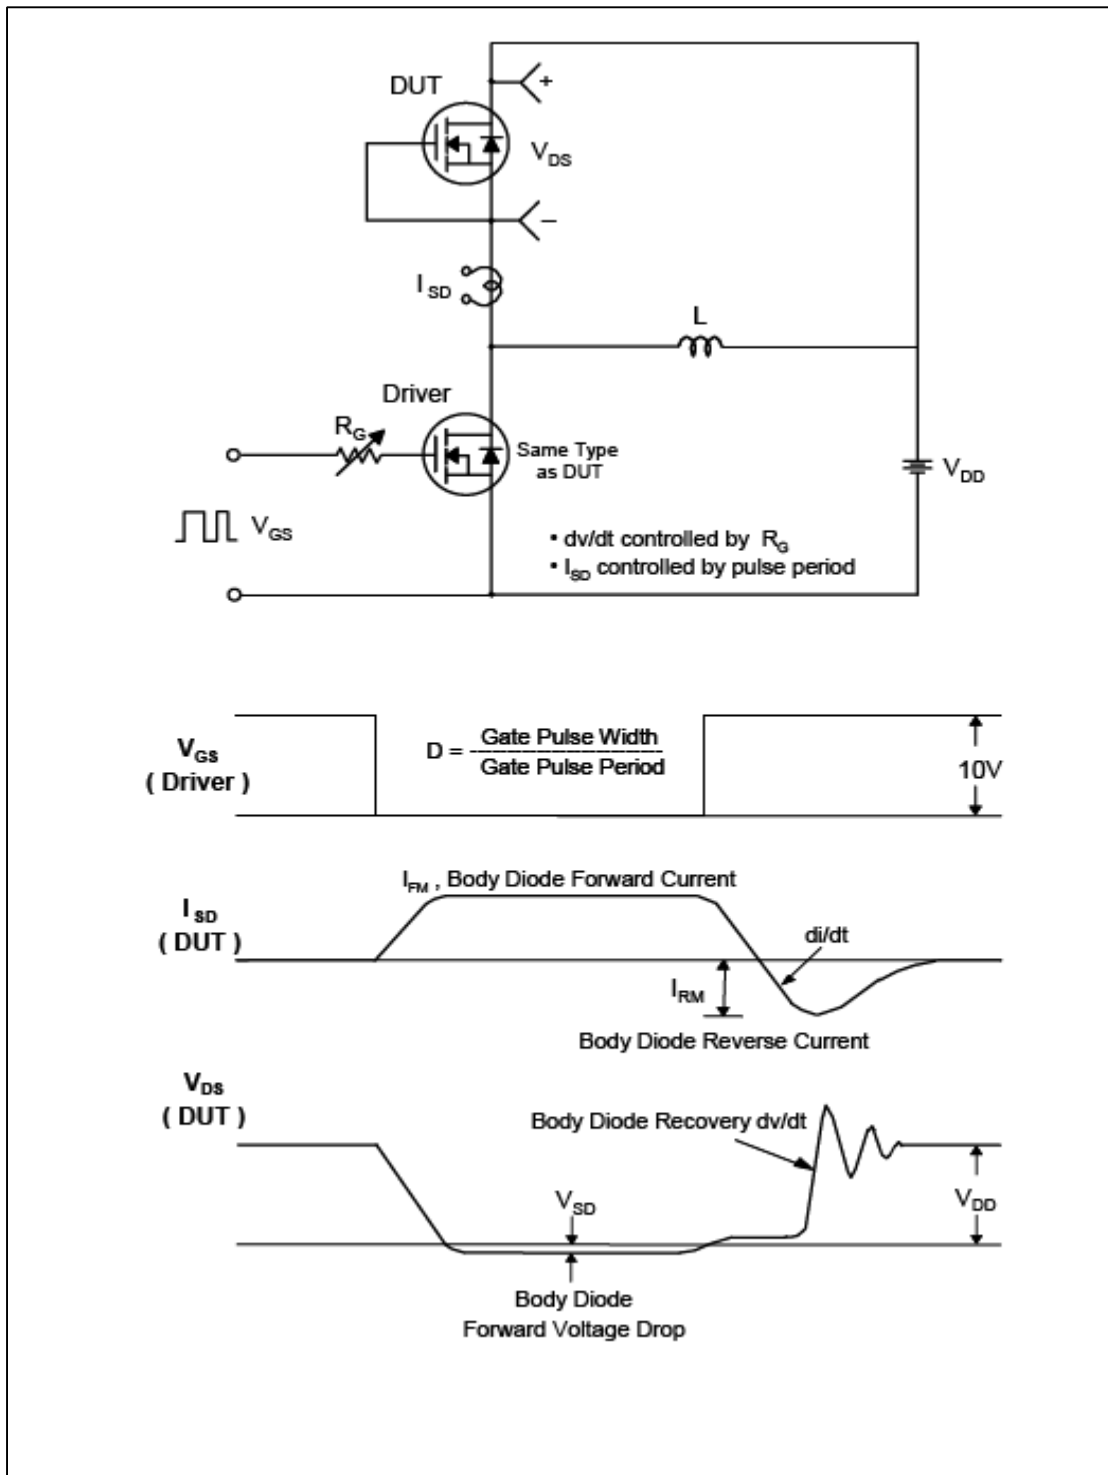 DUT
+
V_DS
–
I_SD
L
Driver
R_G
Same Type
as DUT
V_DD
V_GS
• dv/dt controlled by R_G
• I_SD controlled by pulse period
V_GS
( Driver )
D = Gate Pulse Width
Gate Pulse Period
10V
I_FM , Body Diode Forward Current
I_SD
( DUT )
di/dt
I_RM
Body Diode Reverse Current
V_DS
( DUT )
Body Diode Recovery dv/dt
V_SD
V_DD
Body Diode
Forward Voltage Drop